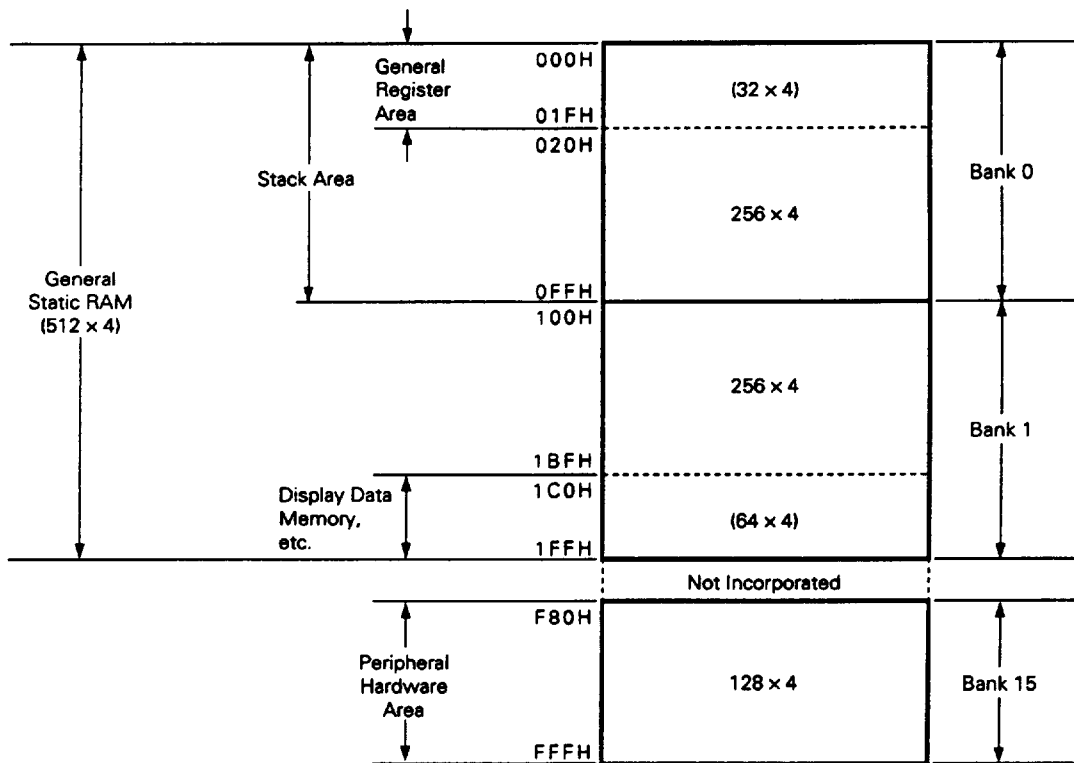 000H
General
Register
Area
(32 × 4)
01FH
020H
Stack Area
Bank 0
256 × 4
General
Static RAM
(512 × 4)
0FFH
100H
256 × 4
Bank 1
1BFH
1C0H
Display Data
Memory,
etc.
(64 × 4)
1FFH
Not Incorporated
F80H
Peripheral
Hardware
Area
128 × 4
Bank 15
FFFH